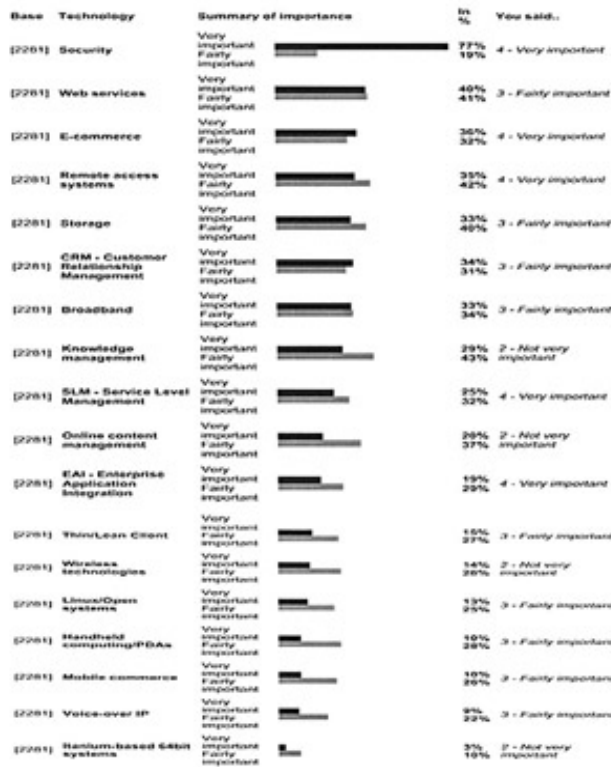 Base Technology Summary of importance In % You said..
[2281] Security Very important 77% 4 - Very important
Fairly important 19%
[2281] Web services Very important 40% 3 - Fairly important
Fairly important 41%
[2281] E-commerce Very important 36% 4 - Very important
Fairly important 32%
[2281] Remote access systems Very important 35% 4 - Very important
Fairly important 42%
[2281] Storage Very important 33% 3 - Fairly important
Fairly important 40%
[2281] CRM - Customer Relationship Management Very important 34% 3 - Fairly important
Fairly important 31%
[2281] Broadband Very important 33% 3 - Fairly important
Fairly important 34%
[2281] Knowledge management Very important 29% 2 - Not very important
Fairly important 43%
[2281] SLM - Service Level Management Very important 25% 4 - Very important
Fairly important 32%
[2281] Online content management Very important 20% 2 - Not very important
Fairly important 37%
[2281] EAI - Enterprise Application Integration Very important 19% 4 - Very important
Fairly important 29%
[2281] Thin/Lean Client Very important 15% 3 - Fairly important
Fairly important 27%
[2281] Wireless technologies Very important 14% 2 - Not very important
Fairly important 28%
[2281] Linux/Open systems Very important 13% 3 - Fairly important
Fairly important 25%
[2281] Handheld computing/PDAs Very important 10% 3 - Fairly important
Fairly important 28%
[2281] Mobile commerce Very important 10% 3 - Fairly important
Fairly important 26%
[2281] Voice-over IP Very important 9% 3 - Fairly important
Fairly important 22%
[2281] Itanium-based 64bit systems Very important 3% 2 - Not very important
Fairly important 10%